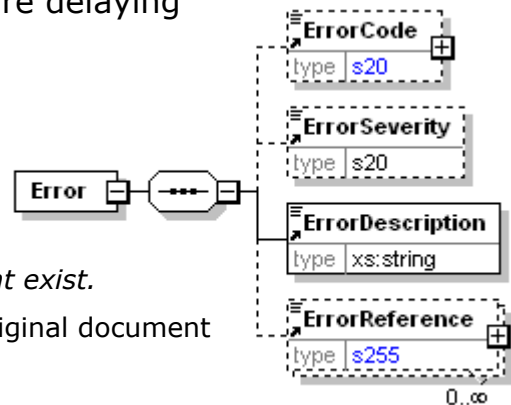 re delaying
ErrorCode
type s20
ErrorSeverity
type s20
Error
ErrorDescription
type xs:string
t exist.
iginal document
ErrorReference
type s255
0..∞